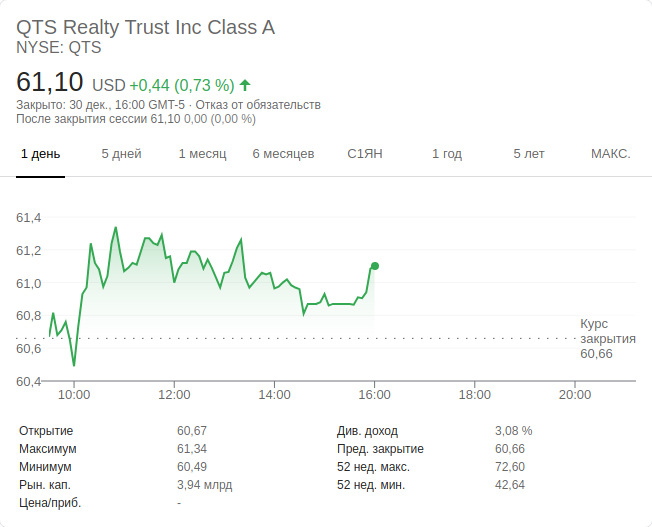 QTS Realty Trust Inc Class A
NYSE: QTS
61,10 USD +0,44 (0,73 %)
Закрыто: 30 дек., 16:00 GMT-5 · Отказ от обязательств
После закрытия сессии 61,10 0,00 (0,00 %)
1 день 5 дней 1 месяц 6 месяцев С1ЯН 1 год 5 лет МАКС.
61,4
61,2
61,0
60,8
60,6
60,4
Курс
закрытия
60,66
10:00 12:00 14:00 16:00 18:00 20:00
Открытие 60,67 Див. доход 3,08 %
Максимум 61,34 Пред. закрытие 60,66
Минимум 60,49 52 нед. макс. 72,60
Рын. кап. 3,94 млрд 52 нед. мин. 42,64
Цена/приб. -